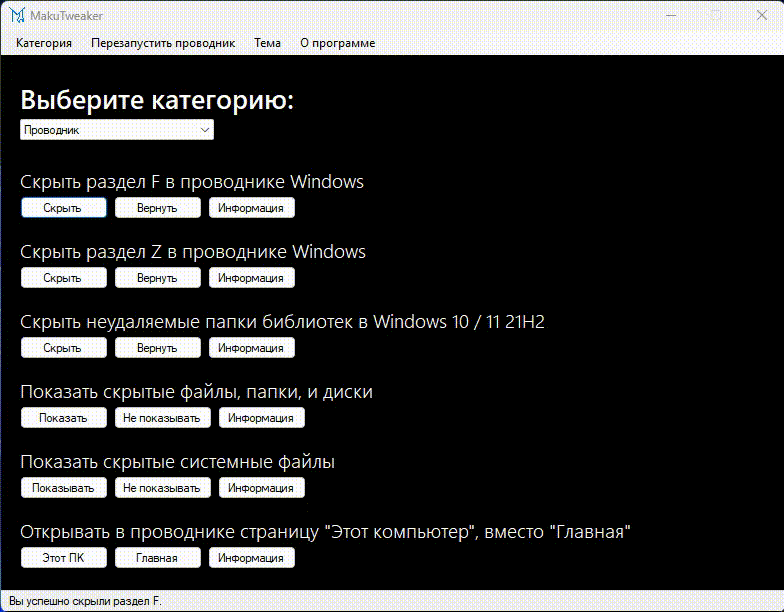 MakuTweaker
Категория Перезапустить проводник Тема О программе
Выберите категорию:
Проводник
Скрыть раздел F в проводнике Windows
Скрыть Вернуть Информация
Скрыть раздел Z в проводнике Windows
Скрыть Вернуть Информация
Скрыть неудаляемые папки библиотек в Windows 10 / 11 21H2
Скрыть Вернуть Информация
Показать скрытые файлы, папки, и диски
Показать Не показывать Информация
Показать скрытые системные файлы
Показывать Не показывать Информация
Открывать в проводнике страницу "Этот компьютер", вместо "Главная"
Этот ПК Главная Информация
Вы успешно скрыли раздел F.